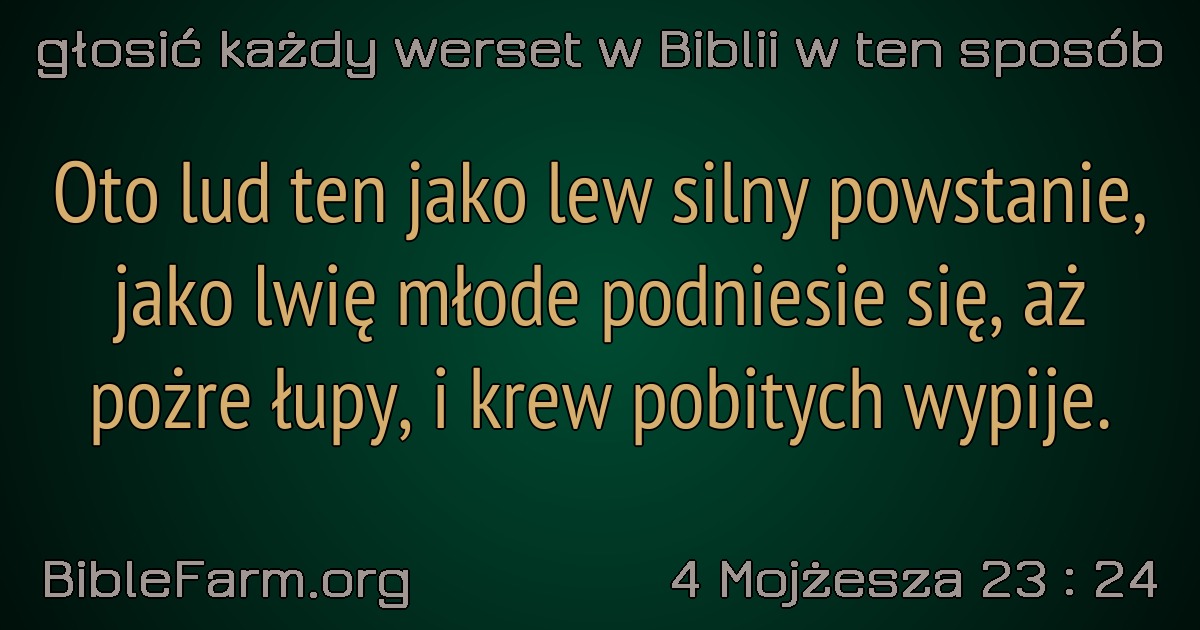 głosić każdy werset w Biblii w ten sposób
Oto lud ten jako lew silny powstanie,
jako lwię młode podniesie się, aż
pożre łupy, i krew pobitych wypije.
BibleFarm.org
4 Mojżesza 23 : 24